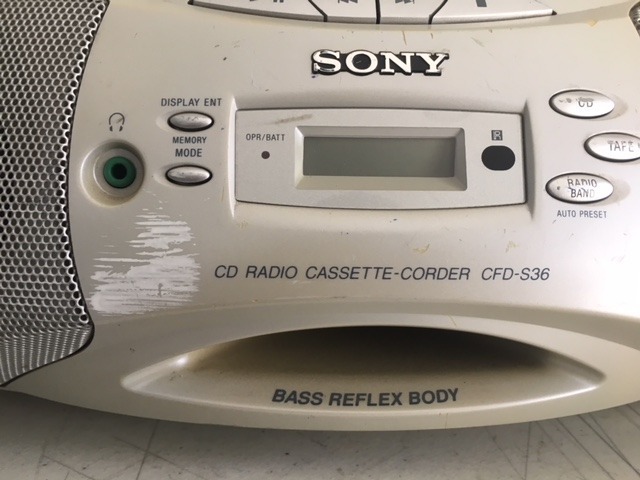 SONY
DISPLAY ENT
MEMORY
MODE
OPR/BATT
IR
CD
TAPE
RADIO
BAND
AUTO PRESET
CD RADIO CASSETTE-CORDER CFD-S36
BASS REFLEX BODY